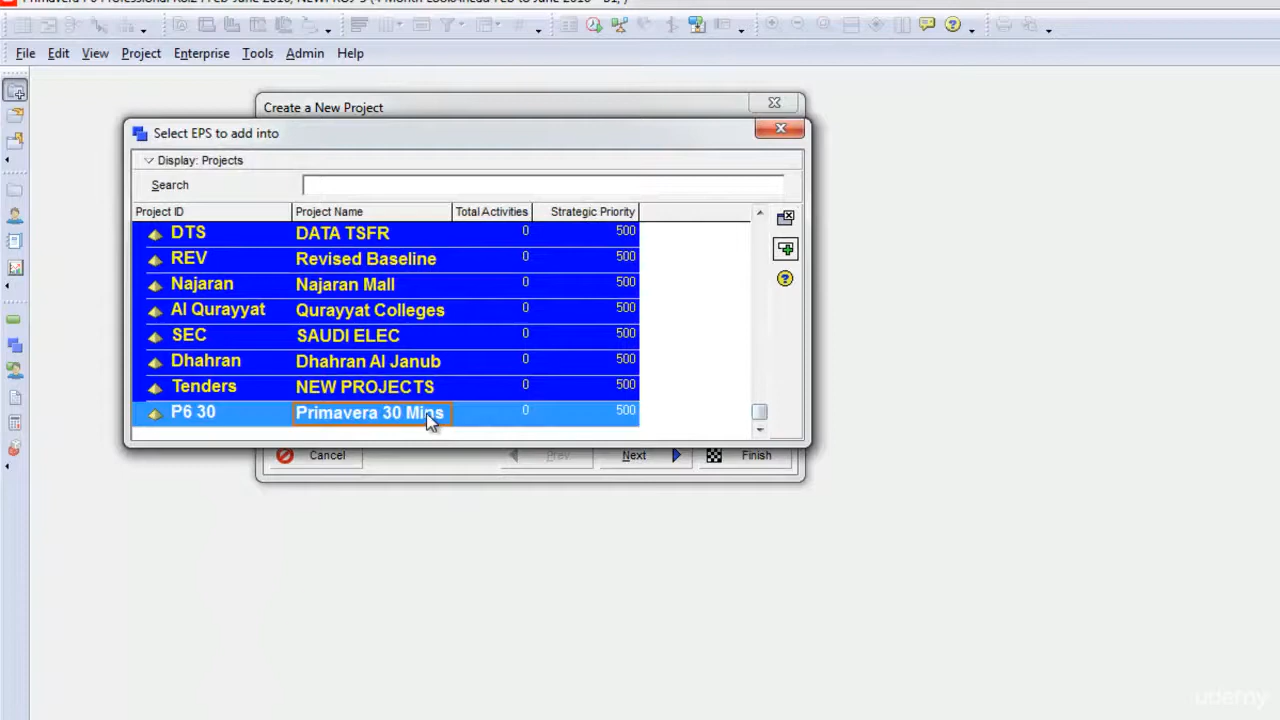 File Edit View Project Enterprise Tools Admin Help
Create a New Project
Select EPS to add into
Display: Projects
Search
Project ID Project Name Total Activities Strategic Priority
DTS DATA TSFR 0 500
REV Revised Baseline 0 500
Najaran Najaran Mall 0 500
Al Qurayyat Qurayyat Colleges 0 500
SEC SAUDI ELEC 0 500
Dhahran Dhahran Al Janub 0 500
Tenders NEW PROJECTS 0 500
P6 30 Primavera 30 Mins 0 500
Cancel Prev Next Finish
udemy